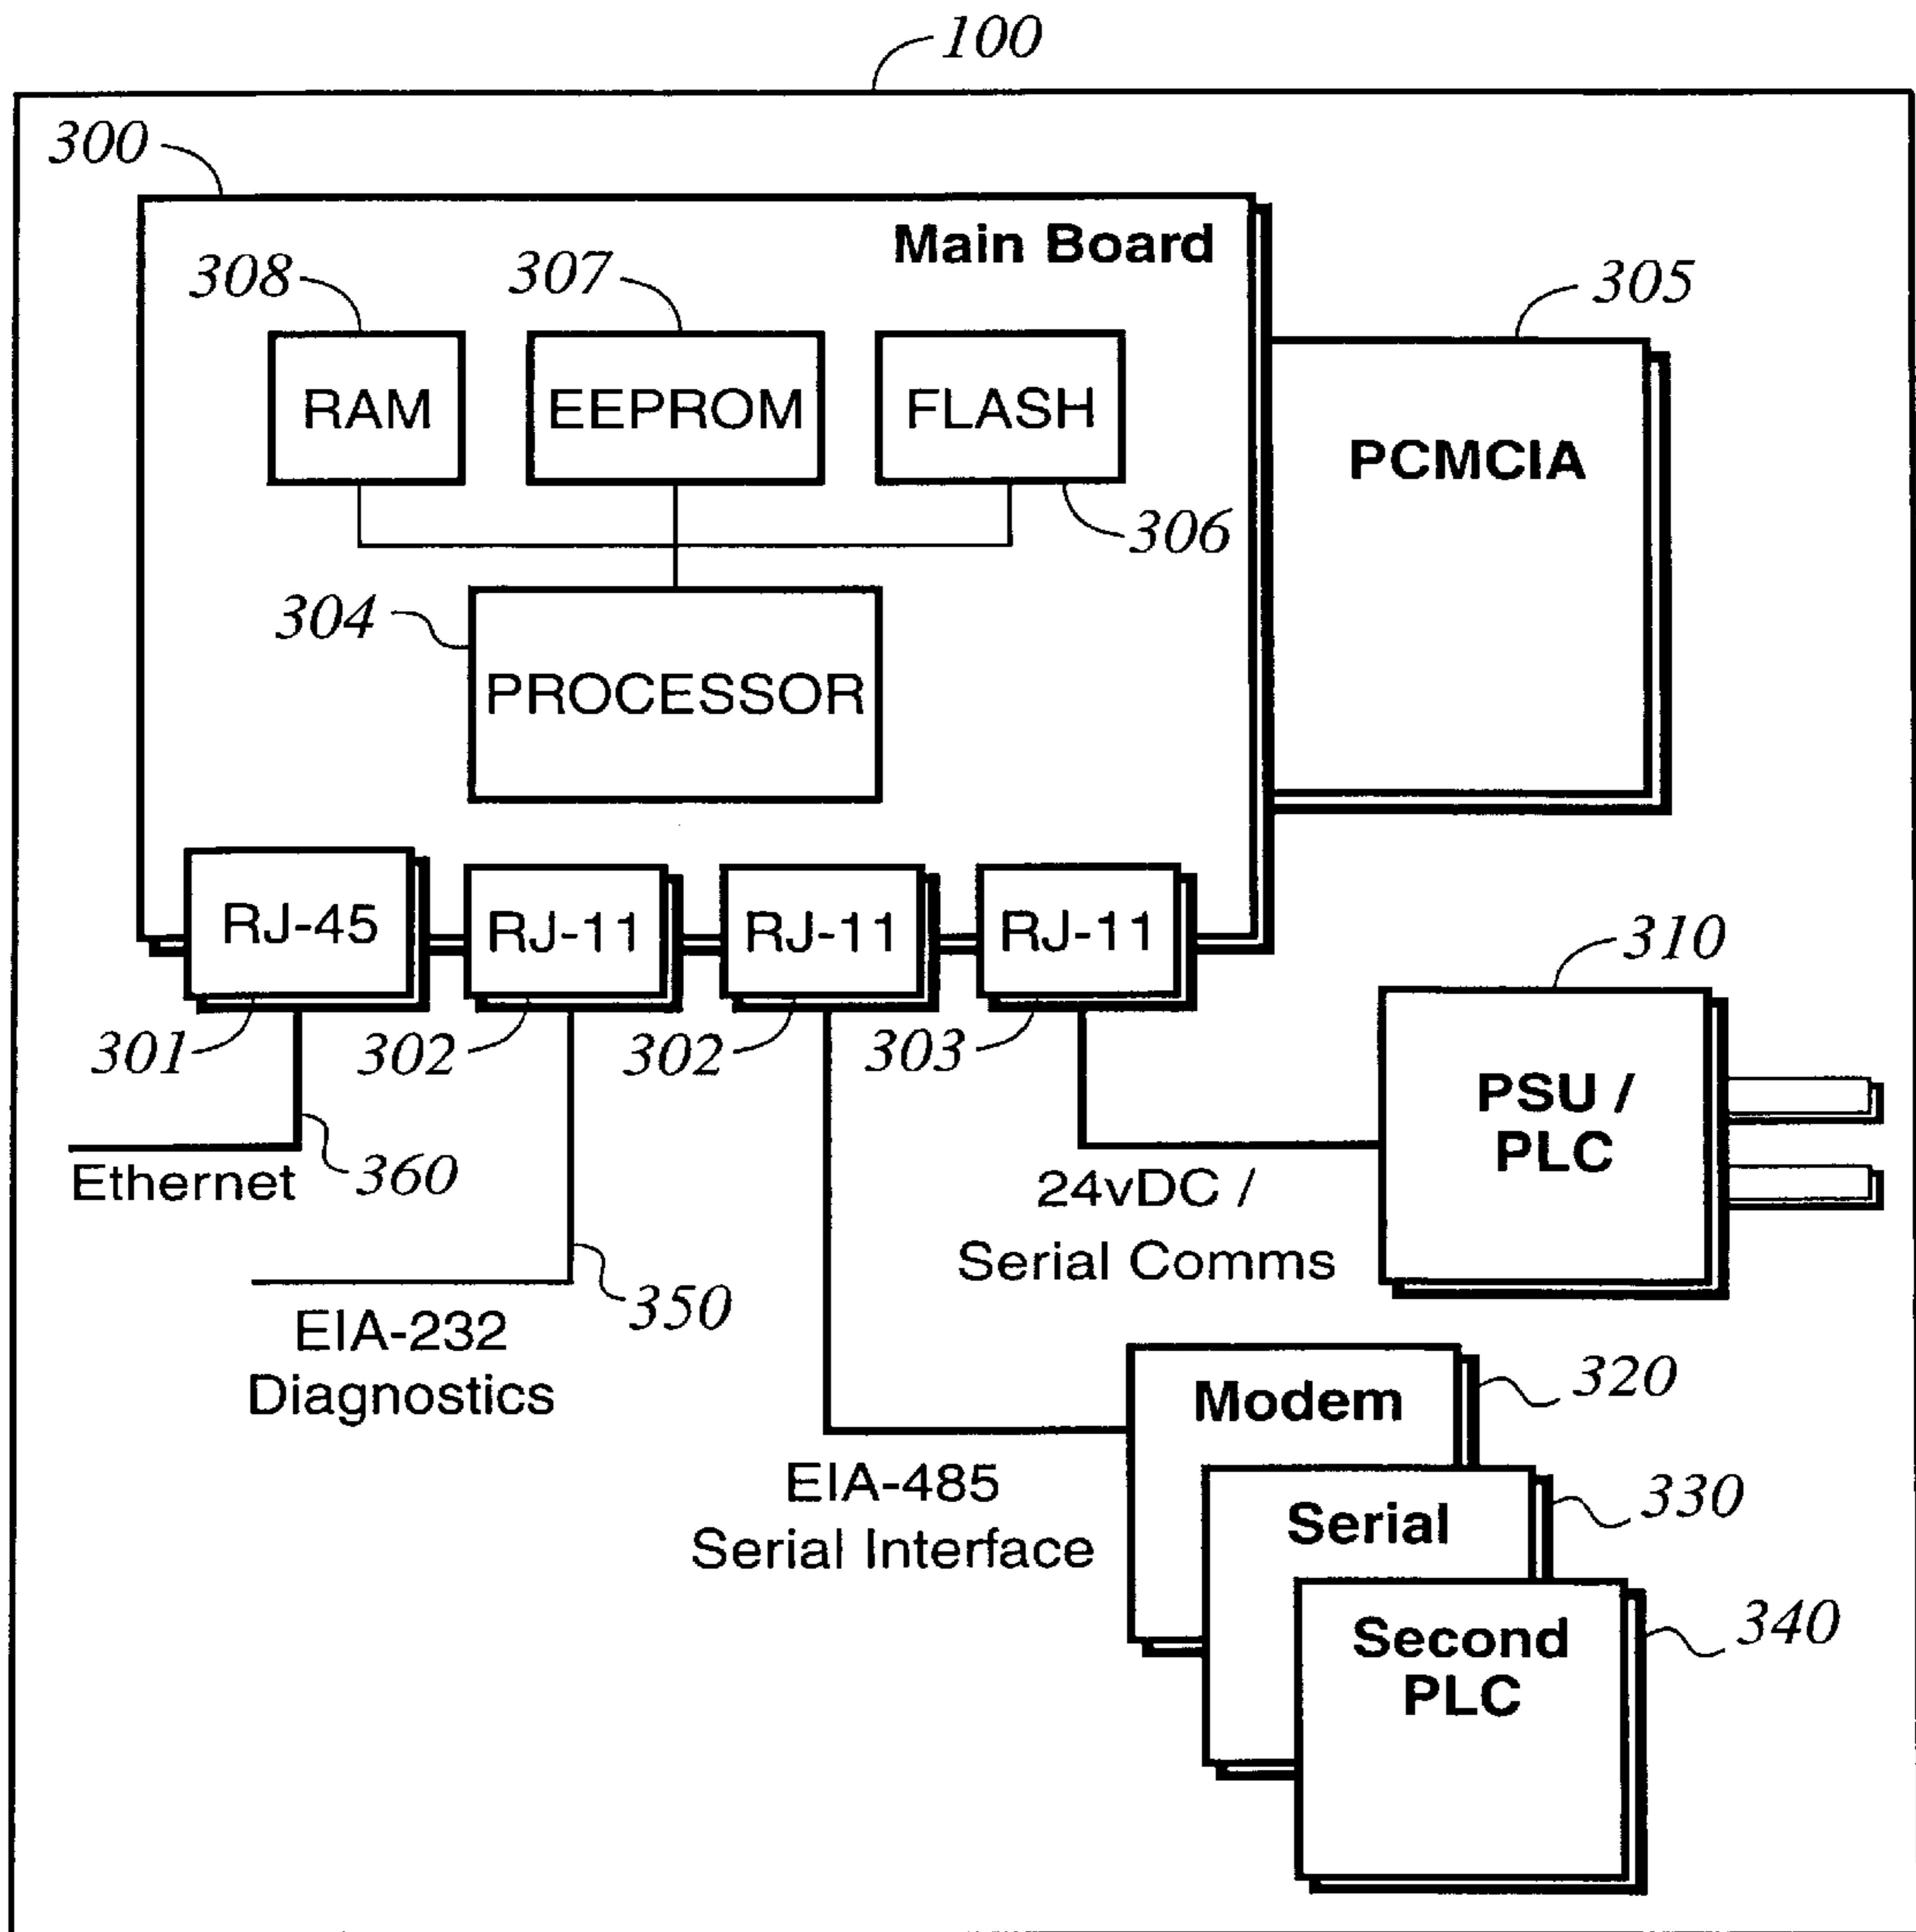 100
300
Main Board
308
307
305
RAM
EEPROM
FLASH
PCMCIA
306
304
PROCESSOR
RJ-45
RJ-11
RJ-11
RJ-11
310
301
302
302
303
PSU /
PLC
Ethernet
360
24vDC /
Serial Comms
350
EIA-232
Diagnostics
Modem
320
EIA-485
Serial Interface
Serial
330
Second
PLC
340